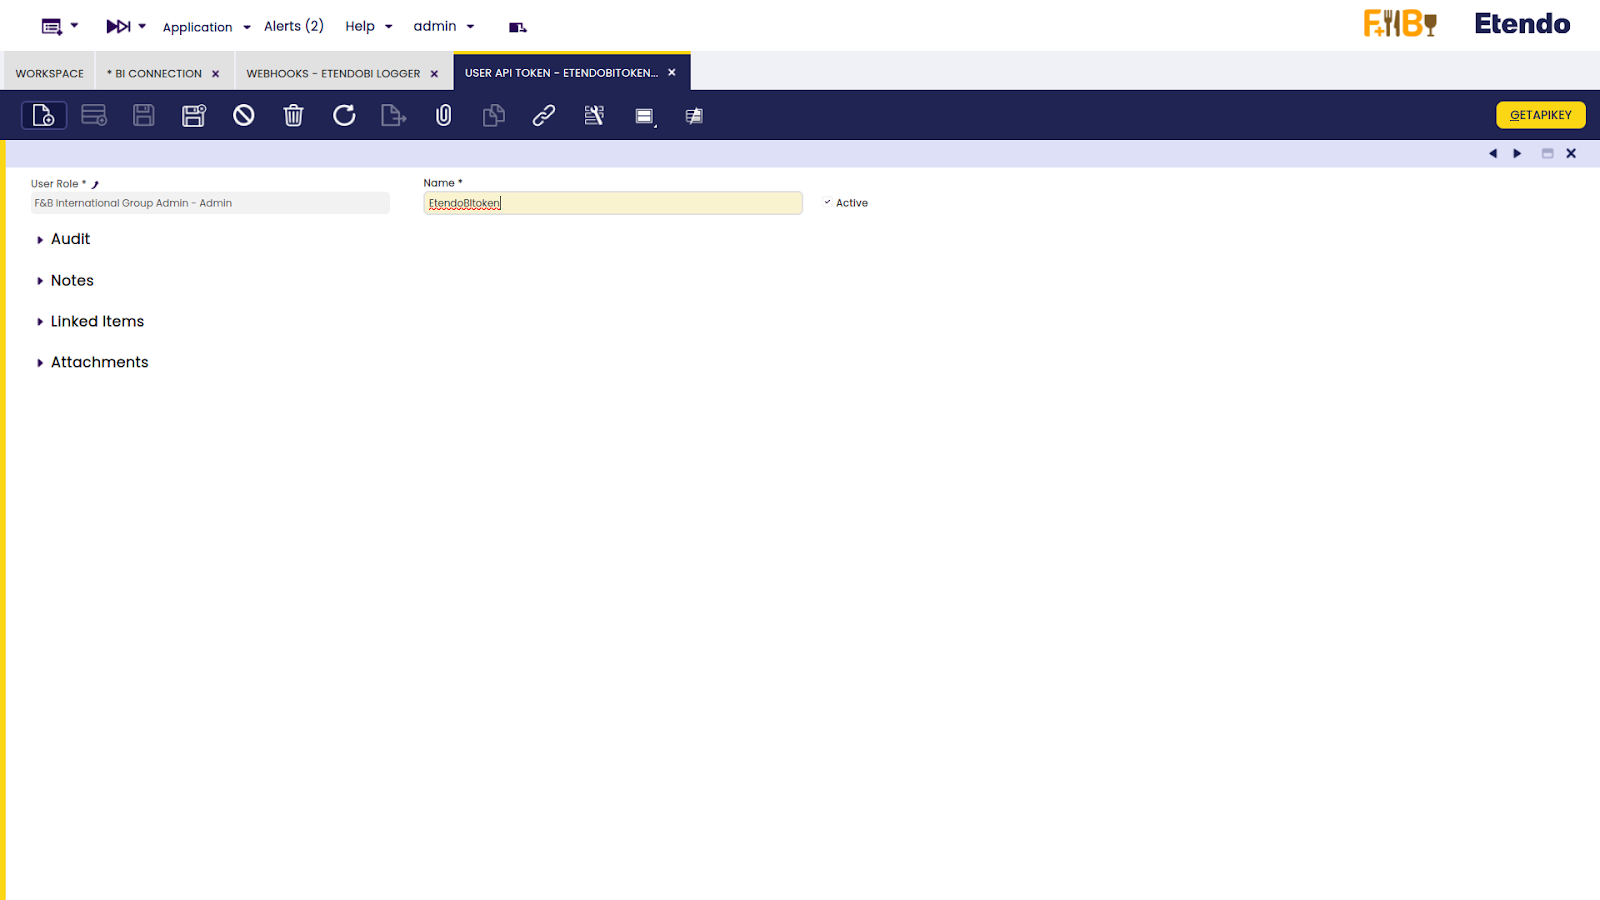 Application Alerts (2) Help admin F&B Etendo
WORKSPACE * BI CONNECTION × WEBHOOKS - ETENDOBI LOGGER × USER API TOKEN - ETENDOBITOKEN... ×
GETAPIKEY
User Role * Name *
F&B International Group Admin - Admin EtendoBItoken Active
Audit
Notes
Linked Items
Attachments